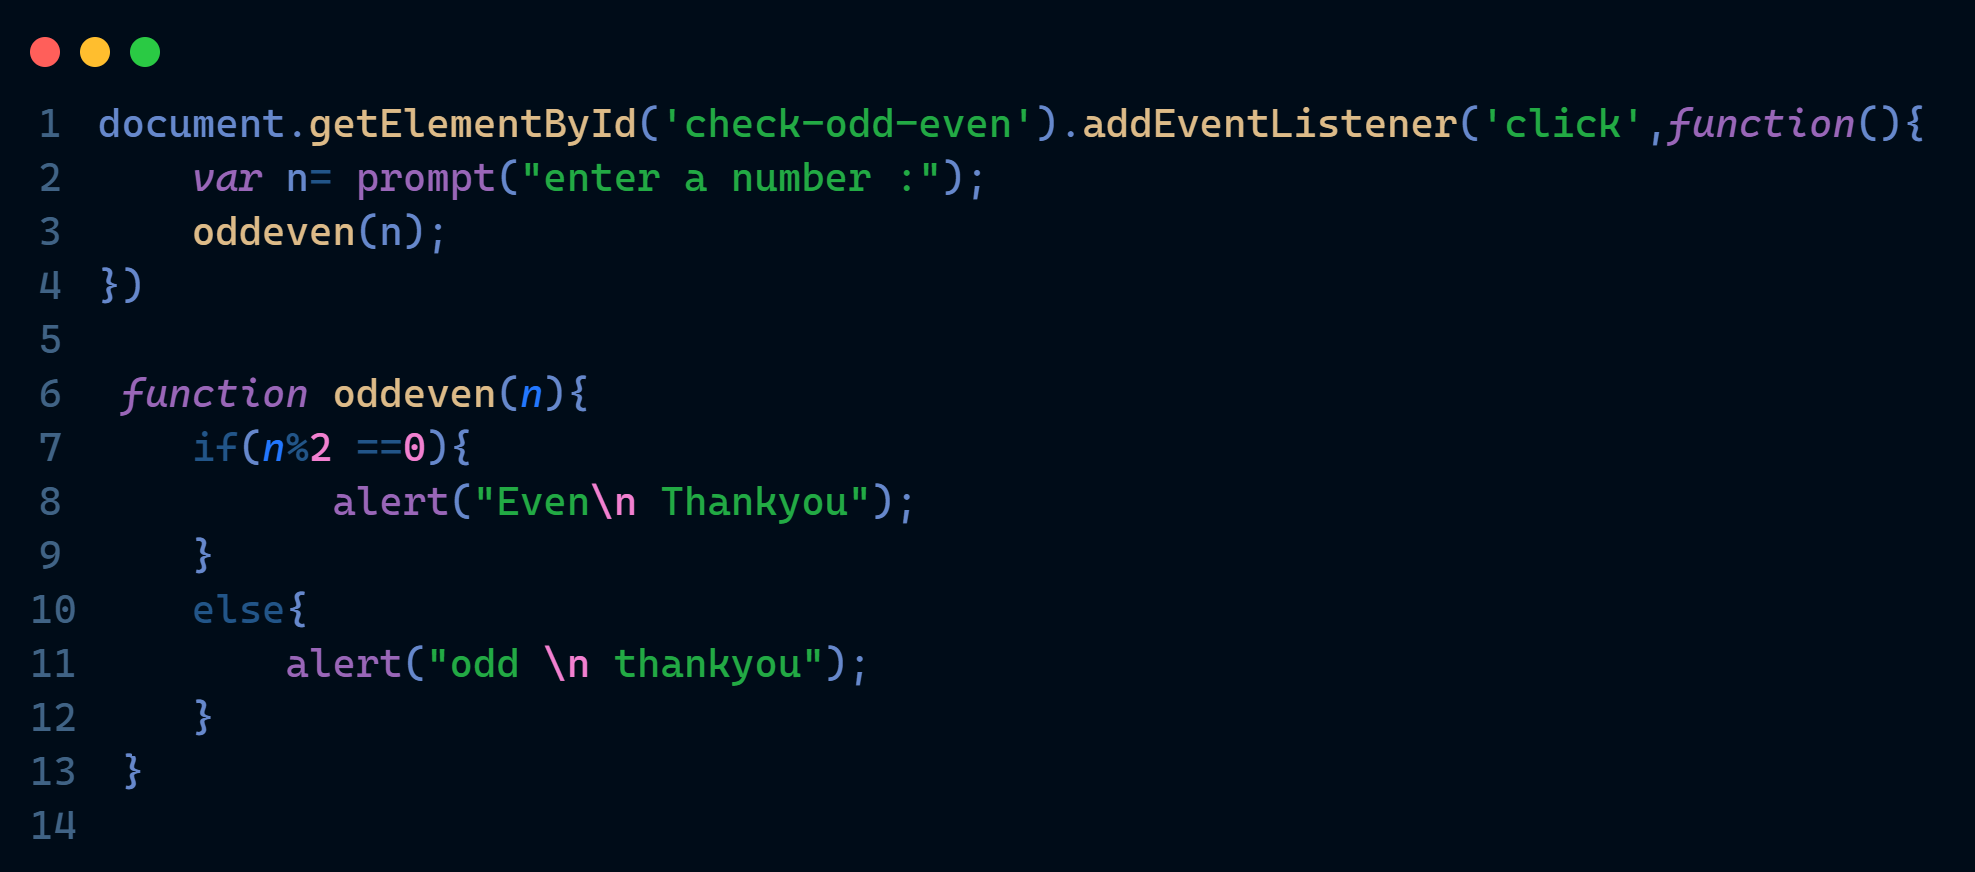 1 document.getElementById('check-odd-even').addEventListener('click',function(){
2     var n= prompt("enter a number :");
3     oddeven(n);
4 })
5
6  function oddeven(n){
7     if(n%2 ==0){
8           alert("Even\n Thankyou");
9     }
10     else{
11         alert("odd \n thankyou");
12     }
13  }
14